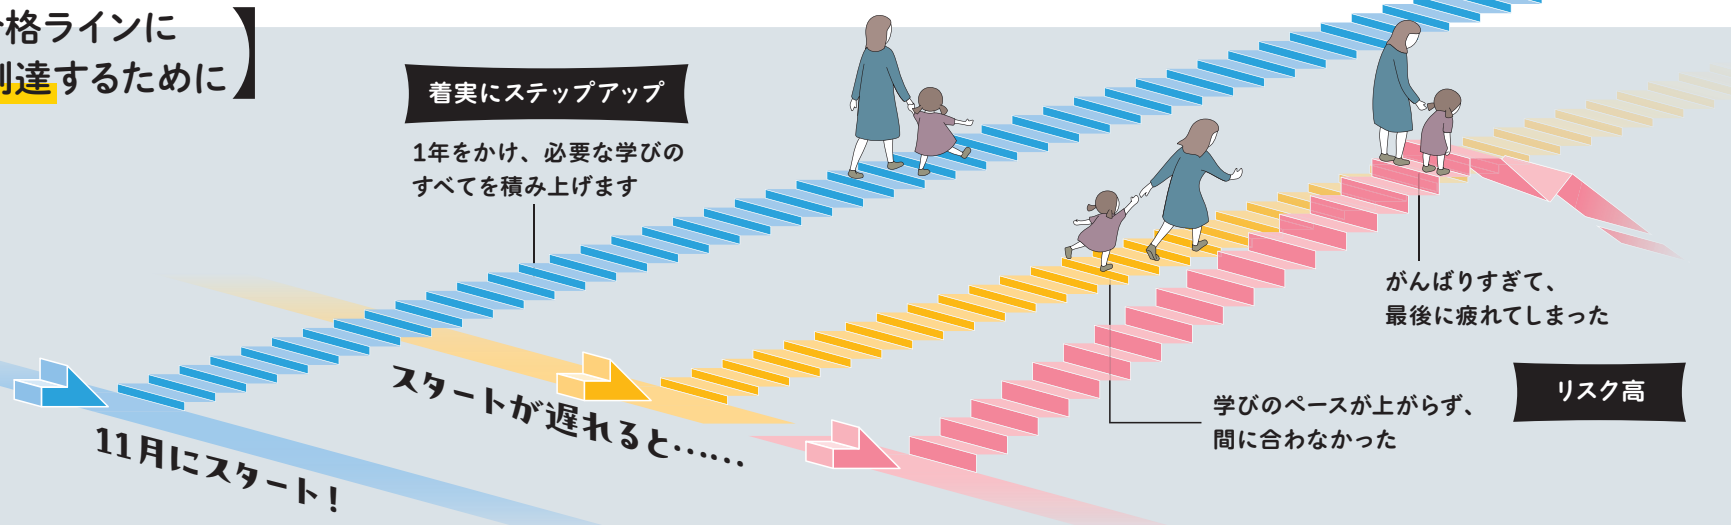 格ラインに
達するために】
着実にステップアップ
1年をかけ、必要な学びの
すべてを積み上げます
がんばりすぎて、
最後に疲れてしまった
リスク高
学びのペースが上がらず、
間に合わなかった
スタートが遅れると……
11月にスタート!